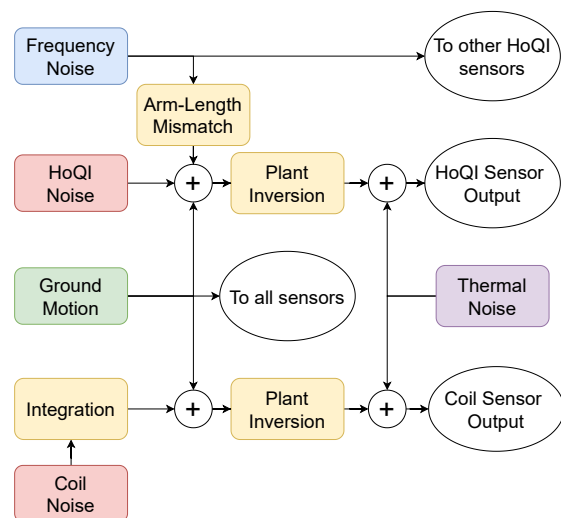 Frequency
Noise
To other HoQI
sensors
Arm-Length
Mismatch
HoQI
Noise
+
Plant
Inversion
+
HoQI Sensor
Output
Ground
Motion
To all sensors
Thermal
Noise
Integration
+
Plant
Inversion
+
Coil Sensor
Output
Coil
Noise